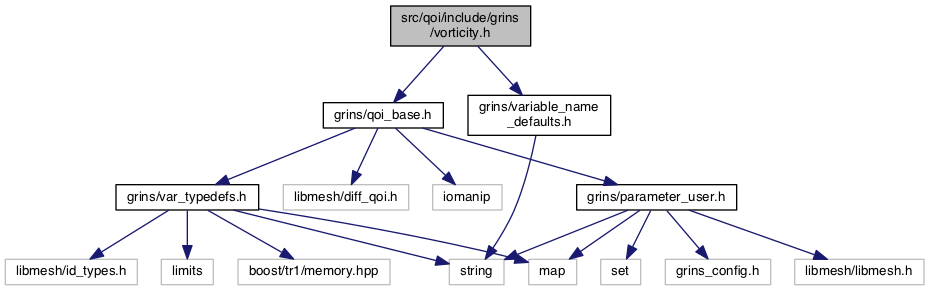 src/qoi/include/grins
/vorticity.h
grins/qoi_base.h
grins/variable_name
_defaults.h
grins/var_typedefs.h
libmesh/diff_qoi.h
iomanip
grins/parameter_user.h
libmesh/id_types.h
limits
boost/tr1/memory.hpp
string
map
set
grins_config.h
libmesh/libmesh.h